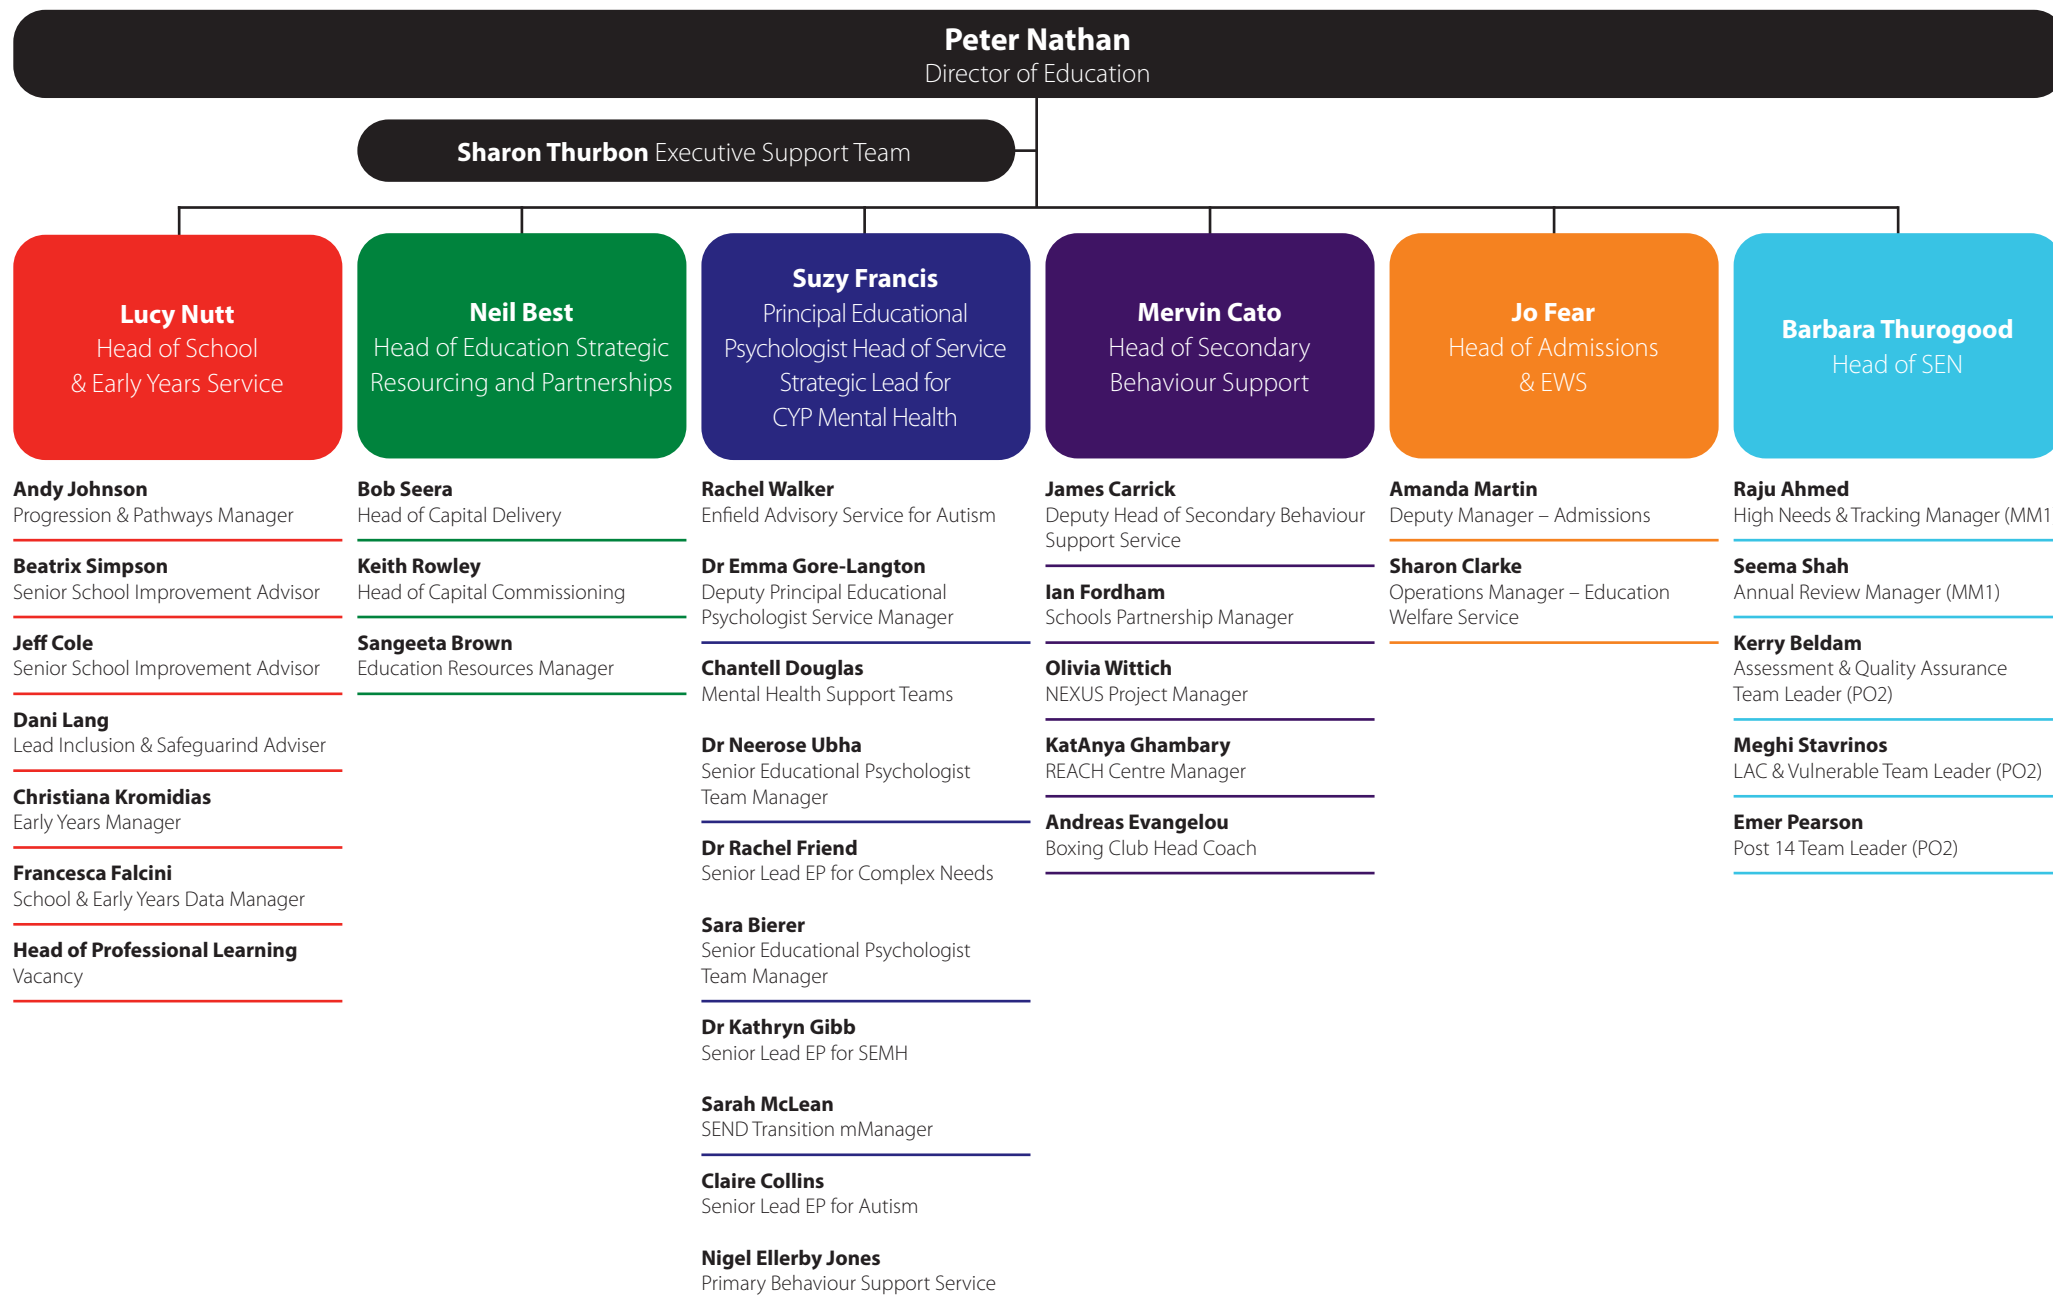 Peter Nathan
Director of Education
Sharon Thurbon Executive Support Team
Lucy Nutt
Head of School
& Early Years Service
Neil Best
Head of Education Strategic
Resourcing and Partnerships
Suzy Francis
Principal Educational
Psychologist Head of Service
Strategic Lead for
CYP Mental Health
Mervin Cato
Head of Secondary
Behaviour Support
Jo Fear
Head of Admissions
& EWS
Barbara Thurogood
Head of SEN
Andy Johnson
Progression & Pathways Manager
Beatrix Simpson
Senior School Improvement Advisor
Jeff Cole
Senior School Improvement Advisor
Dani Lang
Lead Inclusion & Safeguarind Adviser
Christiana Kromidias
Early Years Manager
Francesca Falcini
School & Early Years Data Manager
Head of Professional Learning
Vacancy
Bob Seera
Head of Capital Delivery
Keith Rowley
Head of Capital Commissioning
Sangeeta Brown
Education Resources Manager
Rachel Walker
Enfield Advisory Service for Autism
Dr Emma Gore-Langton
Deputy Principal Educational
Psychologist Service Manager
Chantell Douglas
Mental Health Support Teams
Dr Neerose Ubha
Senior Educational Psychologist
Team Manager
Dr Rachel Friend
Senior Lead EP for Complex Needs
Sara Bierer
Senior Educational Psychologist
Team Manager
Dr Kathryn Gibb
Senior Lead EP for SEMH
Sarah McLean
SEND Transition mManager
Claire Collins
Senior Lead EP for Autism
Nigel Ellerby Jones
Primary Behaviour Support Service
James Carrick
Deputy Head of Secondary Behaviour
Support Service
Ian Fordham
Schools Partnership Manager
Olivia Wittich
NEXUS Project Manager
KatAnya Ghambary
REACH Centre Manager
Andreas Evangelou
Boxing Club Head Coach
Amanda Martin
Deputy Manager – Admissions
Sharon Clarke
Operations Manager – Education
Welfare Service
Raju Ahmed
High Needs & Tracking Manager (MM1
Seema Shah
Annual Review Manager (MM1)
Kerry Beldam
Assessment & Quality Assurance
Team Leader (PO2)
Meghi Stavrinos
LAC & Vulnerable Team Leader (PO2)
Emer Pearson
Post 14 Team Leader (PO2)